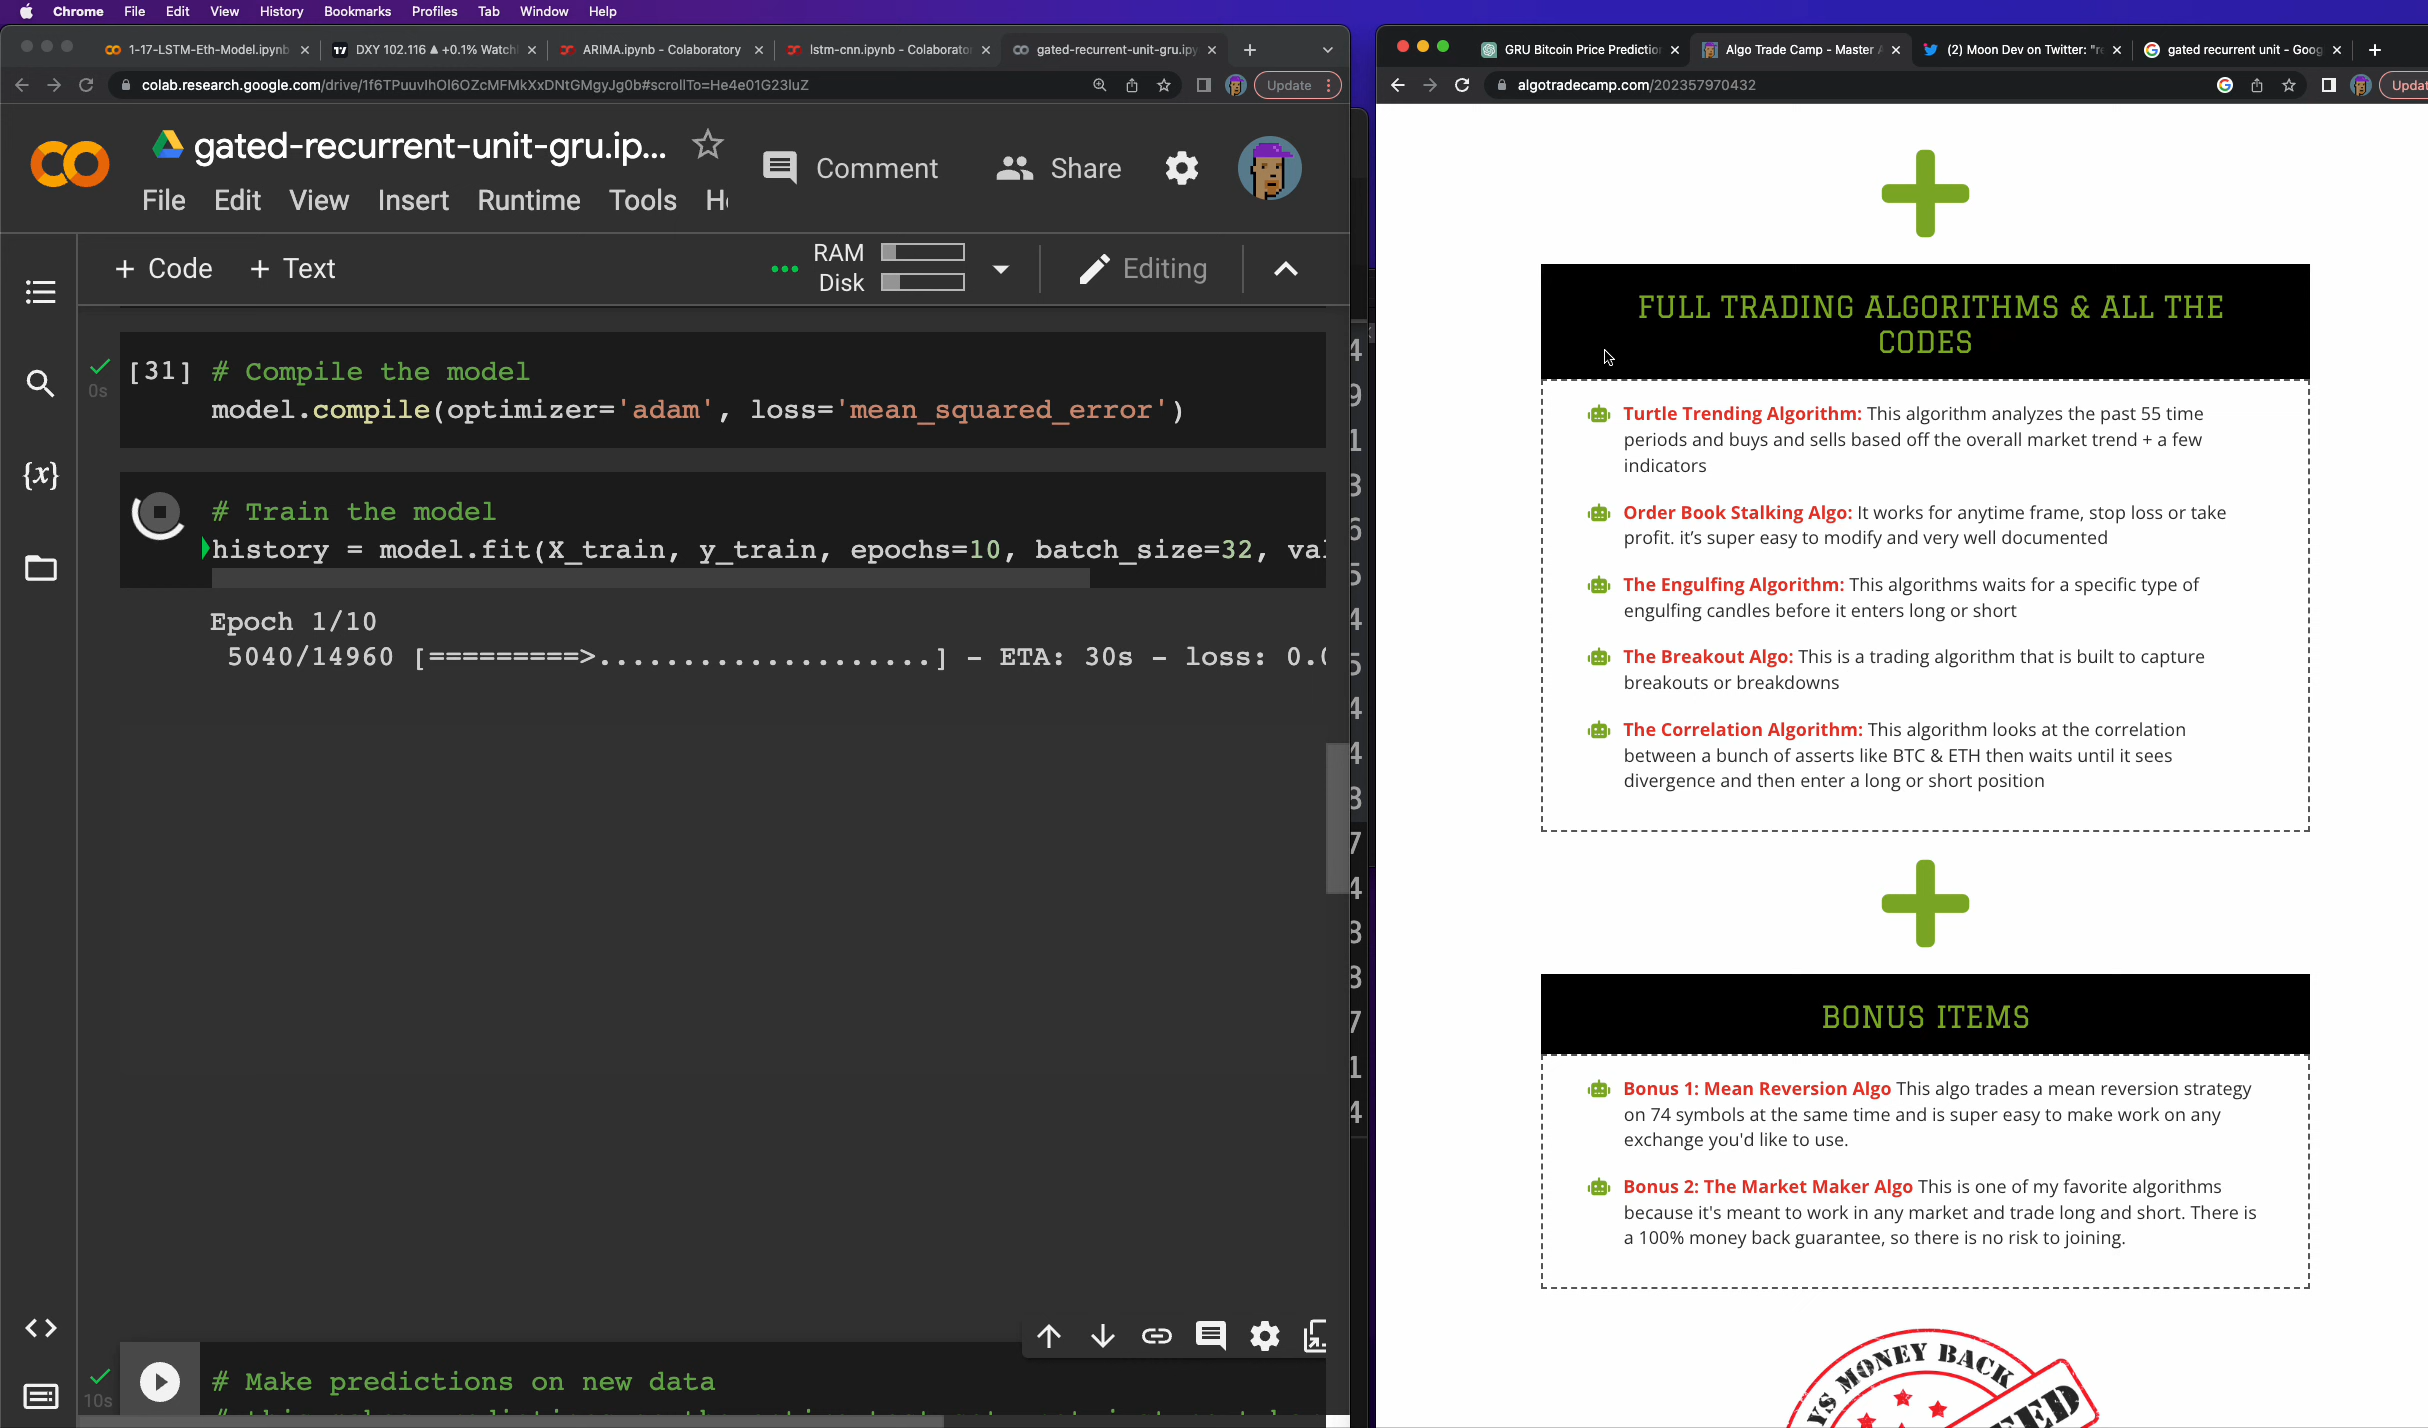 Chrome File Edit View History Bookmarks Profiles Tab Window Help
1-17-LSTM-Eth-Model.ipynb
DXY 102.116 ▲ +0.1% Watchl
ARIMA.ipynb - Colaboratory
lstm-cnn.ipynb - Colaborator
gated-recurrent-unit-gru.ipy
colab.research.google.com/drive/1f6TPuuvIhOl6OZcMFMkXxDNtGMgyJg0b#scrollTo=He4e01G23luZ
Update
gated-recurrent-unit-gru.ip...
Comment
Share
File Edit View Insert Runtime Tools
+ Code + Text
RAM
Disk
Editing
[31] # Compile the model
0s
model.compile(optimizer='adam', loss='mean_squared_error')
# Train the model
history = model.fit(X_train, y_train, epochs=10, batch_size=32, val
Epoch 1/10
5040/14960 [=========>....................] - ETA: 30s - loss: 0.0
# Make predictions on new data
10s
GRU Bitcoin Price Predictio
Algo Trade Camp - Master A
(2) Moon Dev on Twitter: "re
gated recurrent unit - Goog
algotradecamp.com/202357970432
Updat
FULL TRADING ALGORITHMS & ALL THE
CODES
Turtle Trending Algorithm: This algorithm analyzes the past 55 time
periods and buys and sells based off the overall market trend + a few
indicators
Order Book Stalking Algo: It works for anytime frame, stop loss or take
profit. it's super easy to modify and very well documented
The Engulfing Algorithm: This algorithms waits for a specific type of
engulfing candles before it enters long or short
The Breakout Algo: This is a trading algorithm that is built to capture
breakouts or breakdowns
The Correlation Algorithm: This algorithm looks at the correlation
between a bunch of asserts like BTC & ETH then waits until it sees
divergence and then enter a long or short position
BONUS ITEMS
Bonus 1: Mean Reversion Algo This algo trades a mean reversion strategy
on 74 symbols at the same time and is super easy to make work on any
exchange you'd like to use.
Bonus 2: The Market Maker Algo This is one of my favorite algorithms
because it's meant to work in any market and trade long and short. There is
a 100% money back guarantee, so there is no risk to joining.
YS MONEY BACK